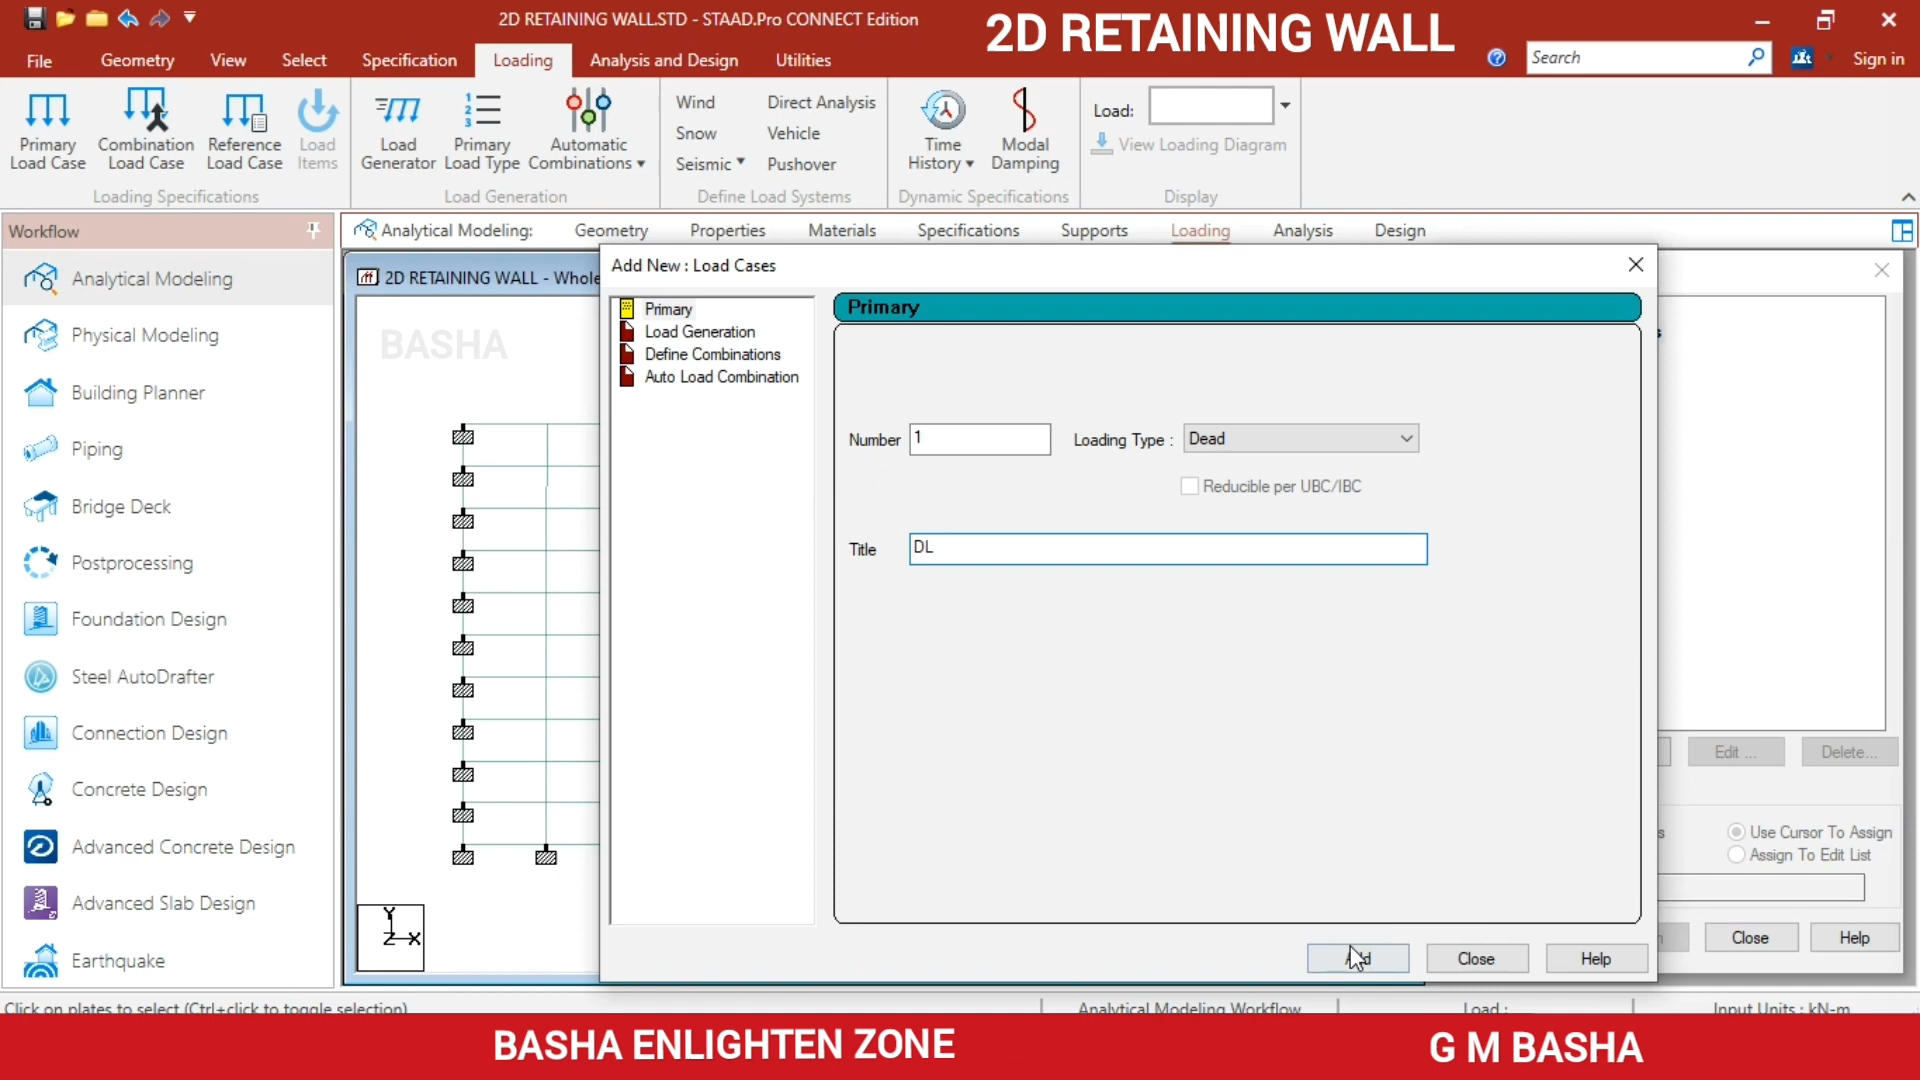 2D RETAINING WALL.STD - STAAD.Pro CONNECT Edition
2D RETAINING WALL
File
Geometry
View
Select
Specification
Loading
Analysis and Design
Utilities
Search
Sign in
Primary
Load Case
Combination
Load Case
Reference
Load Case
Load
Items
Loading Specifications
Load
Generator
Primary
Load Type
Automatic
Combinations
Load Generation
Wind
Snow
Seismic
Direct Analysis
Vehicle
Pushover
Define Load Systems
Time
History
Modal
Damping
Dynamic Specifications
Load:
View Loading Diagram
Display
Workflow
Analytical Modeling
Physical Modeling
Building Planner
Piping
Bridge Deck
Postprocessing
Foundation Design
Steel AutoDrafter
Connection Design
Concrete Design
Advanced Concrete Design
Advanced Slab Design
Earthquake
Analytical Modeling:
Geometry
Properties
Materials
Specifications
Supports
Loading
Analysis
Design
2D RETAINING WALL - Whole
BASHA
Y
Z X
Add New : Load Cases
Primary
Load Generation
Define Combinations
Auto Load Combination
Primary
Number 1
Loading Type : Dead
Reducible per UBC/IBC
Title DL
Add
Close
Help
Edit ...
Delete...
Use Cursor To Assign
Assign To Edit List
Close
Help
Click on plates to select (Ctrl+click to toggle selection)
Analytical Modeling Workflow
Load :
Input Units : kN-m
BASHA ENLIGHTEN ZONE
G M BASHA